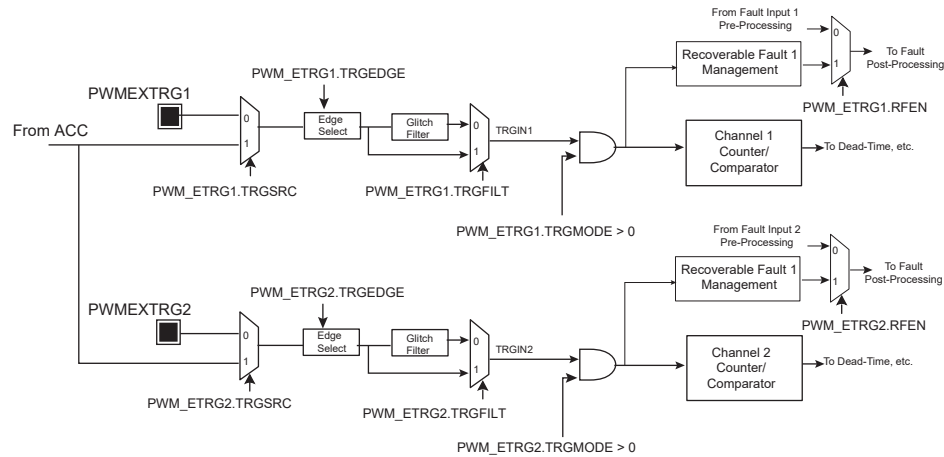 From Fault Input 1
Pre-Processing
0
1
To Fault
Post-Processing
Recoverable Fault 1
Management
PWM_ETRG1.RFEN
PWM_ETRG1.TRGEDGE
PWMEXTRG1
From ACC
0
1
Edge
Select
Glitch
Filter
0
1
TRGIN1
Channel 1
Counter/
Comparator
To Dead-Time, etc.
PWM_ETRG1.TRGSRC
PWM_ETRG1.TRGFILT
PWM_ETRG1.TRGMODE > 0
From Fault Input 2
Pre-Processing
0
1
To Fault
Post-Processing
Recoverable Fault 1
Management
PWM_ETRG2.RFEN
PWM_ETRG2.TRGEDGE
PWMEXTRG2
0
1
Edge
Select
Glitch
Filter
0
1
TRGIN2
Channel 2
Counter/
Comparator
To Dead-Time, etc.
PWM_ETRG2.TRGSRC
PWM_ETRG2.TRGFILT
PWM_ETRG2.TRGMODE > 0